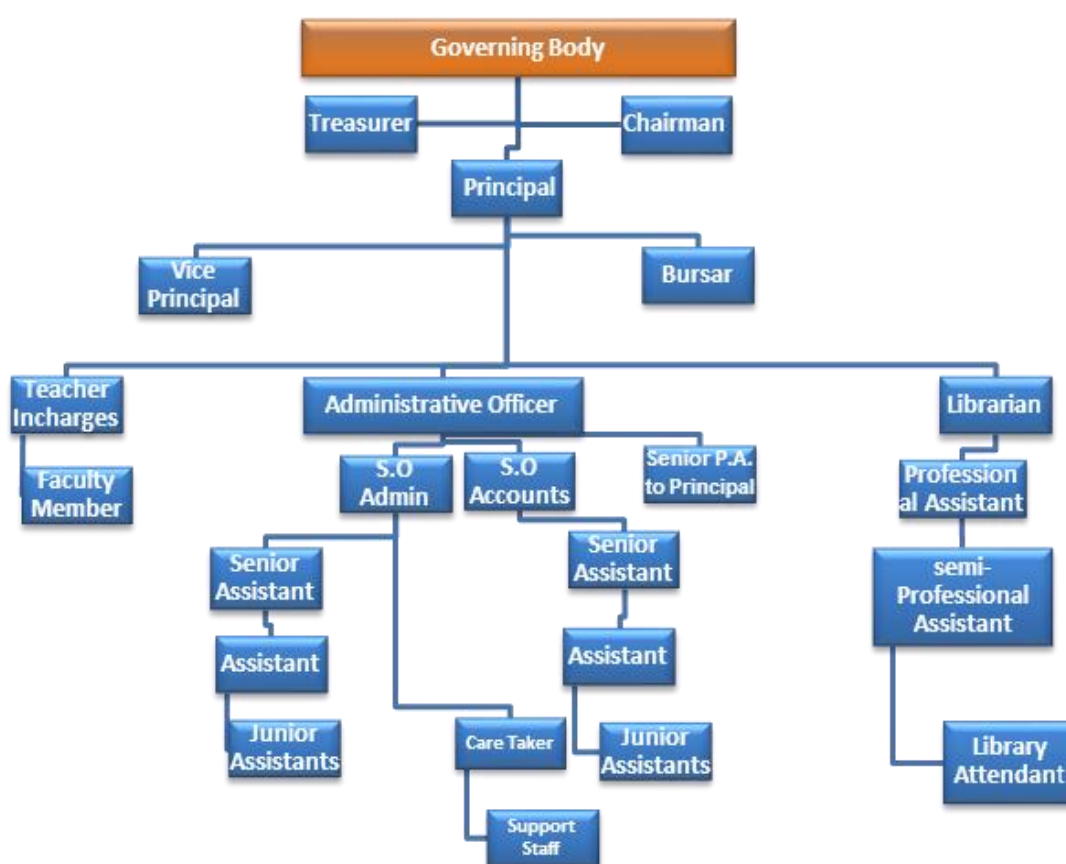 Governing Body
Treasurer
Chairman
Principal
Vice
Principal
Bursar
Teacher
Incharges
Administrative Officer
Librarian
Faculty
Member
S.O
Admin
S.O
Accounts
Senior P.A.
to Principal
Profession
al Assistant
Senior
Assistant
Senior
Assistant
semi-
Professional
Assistant
Assistant
Assistant
Junior
Assistants
Care Taker
Junior
Assistants
Library
Attendant
Support
Staff